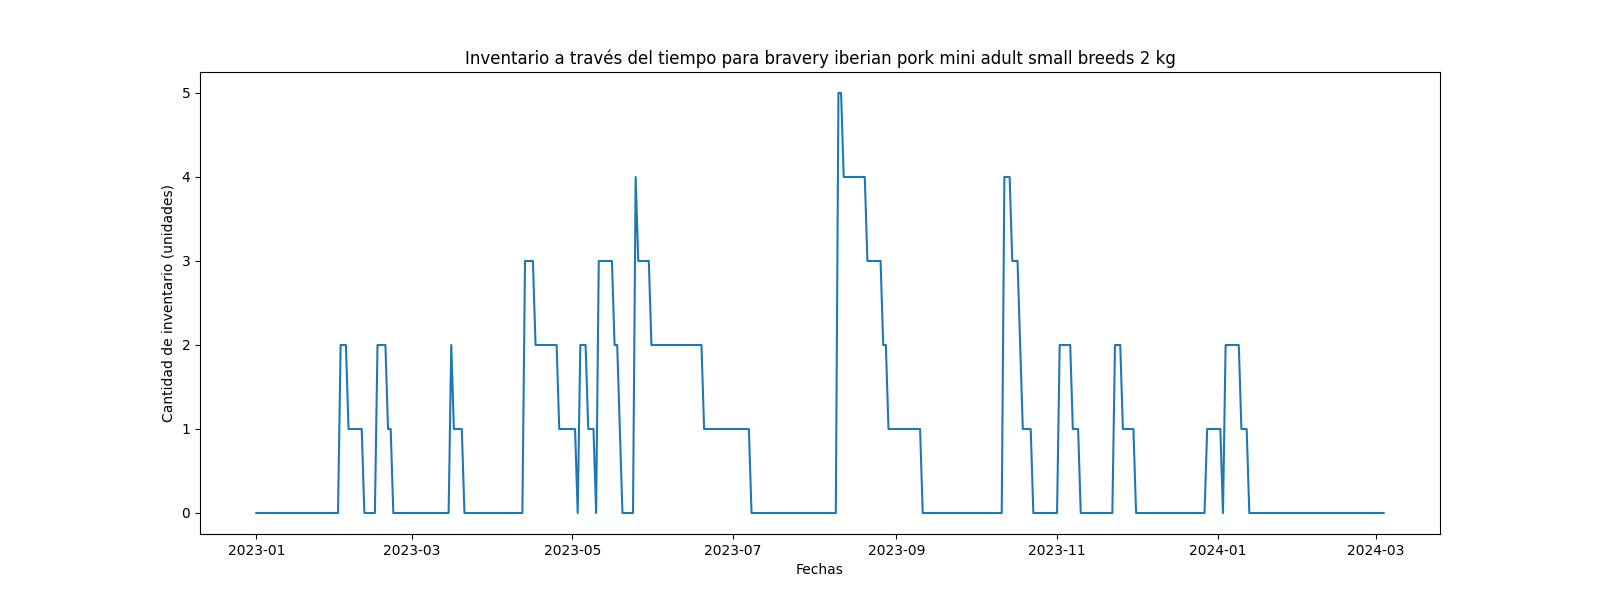 Inventario a través del tiempo para bravery iberian pork mini adult small breeds 2 kg
Cantidad de inventario (unidades)
5
4
3
2
1
0
2023-01 2023-03 2023-05 2023-07 2023-09 2023-11 2024-01 2024-03
Fechas